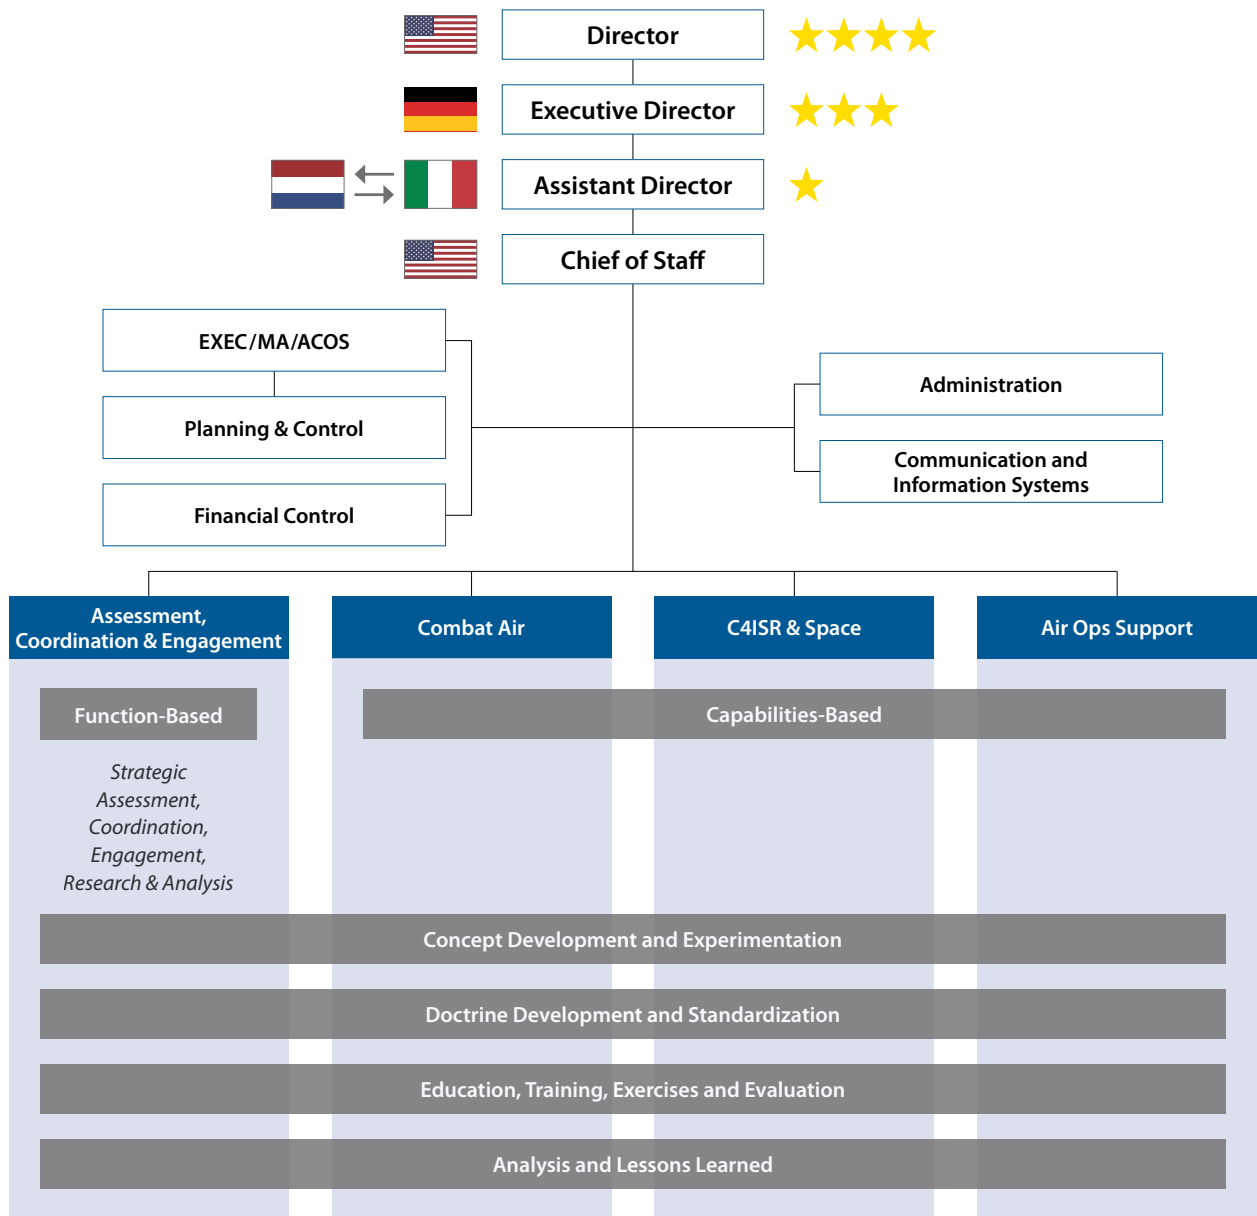 Director
Executive Director
Assistant Director
Chief of Staff
EXEC/MA/ACOS
Planning & Control
Financial Control
Administration
Communication and
Information Systems
Assessment,
Coordination & Engagement
Combat Air
C4ISR & Space
Air Ops Support
Function-Based
Capabilities-Based
Strategic
Assessment,
Coordination,
Engagement,
Research & Analysis
Concept Development and Experimentation
Doctrine Development and Standardization
Education, Training, Exercises and Evaluation
Analysis and Lessons Learned